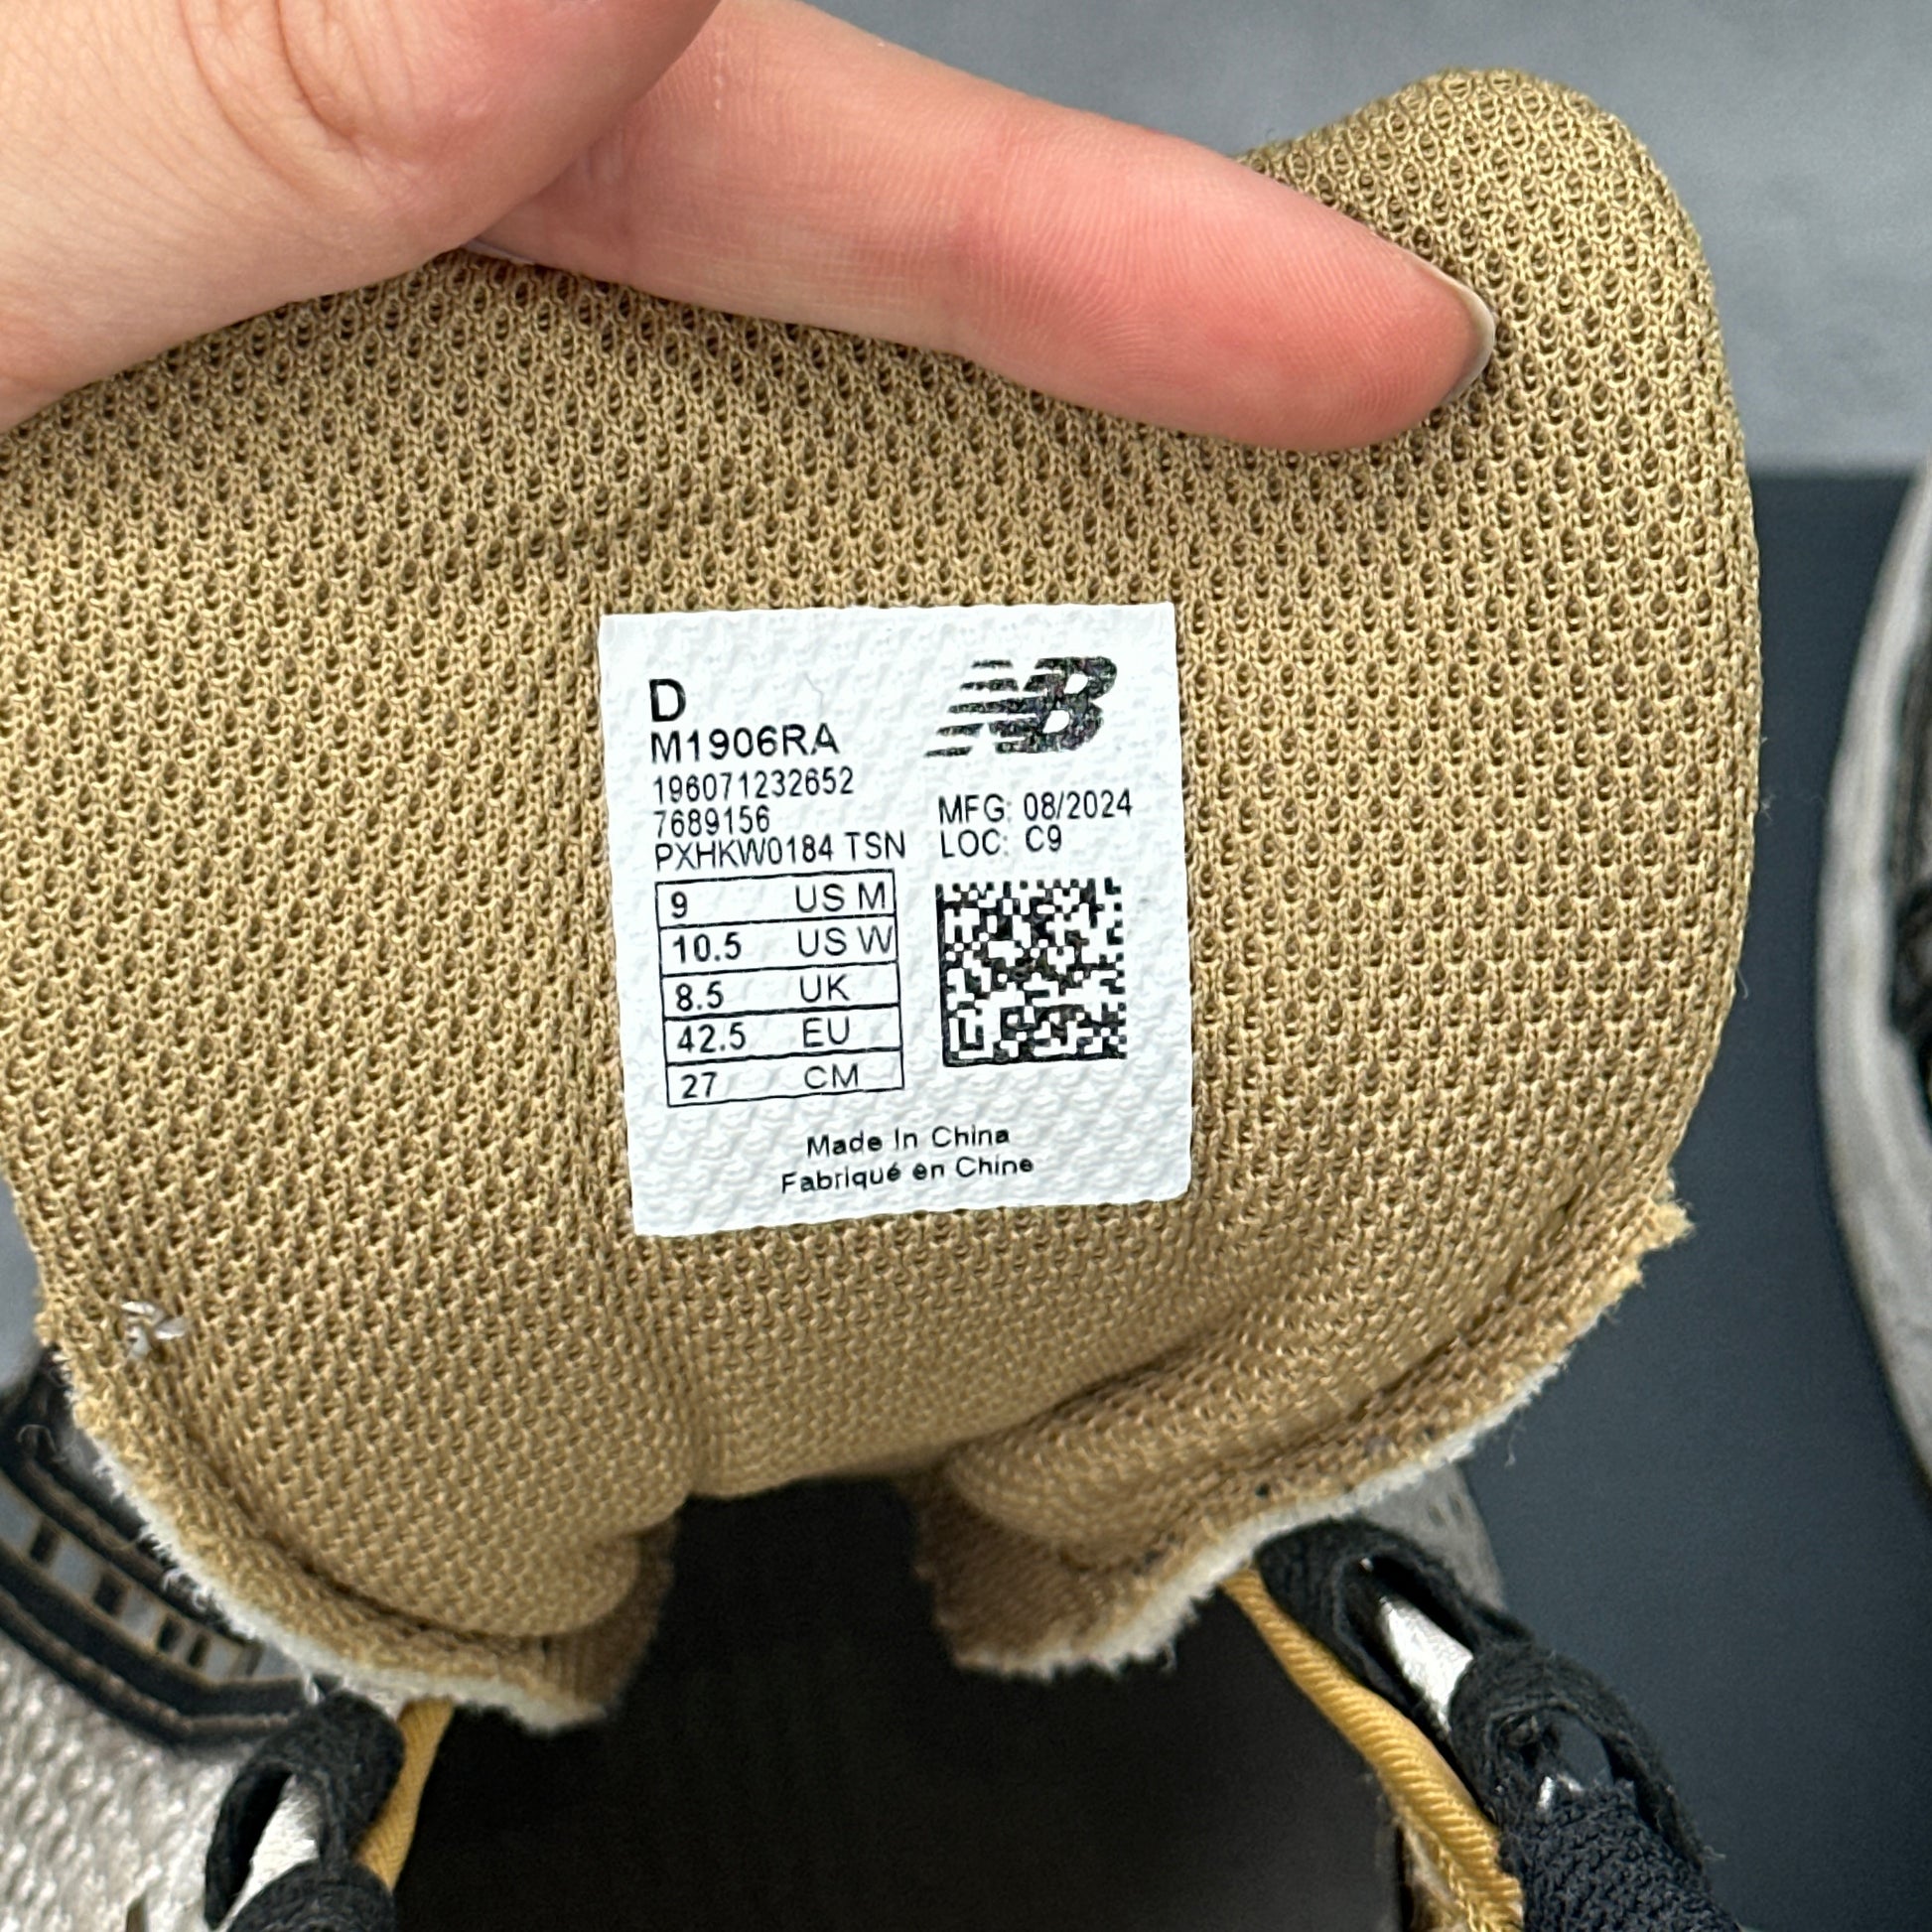 D
M1906RA
196071232652
7689156
PXHKW0184 TSN
NB
MFG: 08/2024
LOC: C9
9 US M
10.5 US W
8.5 UK
42.5 EU
27 CM
Made In China
Fabriqué en Chine